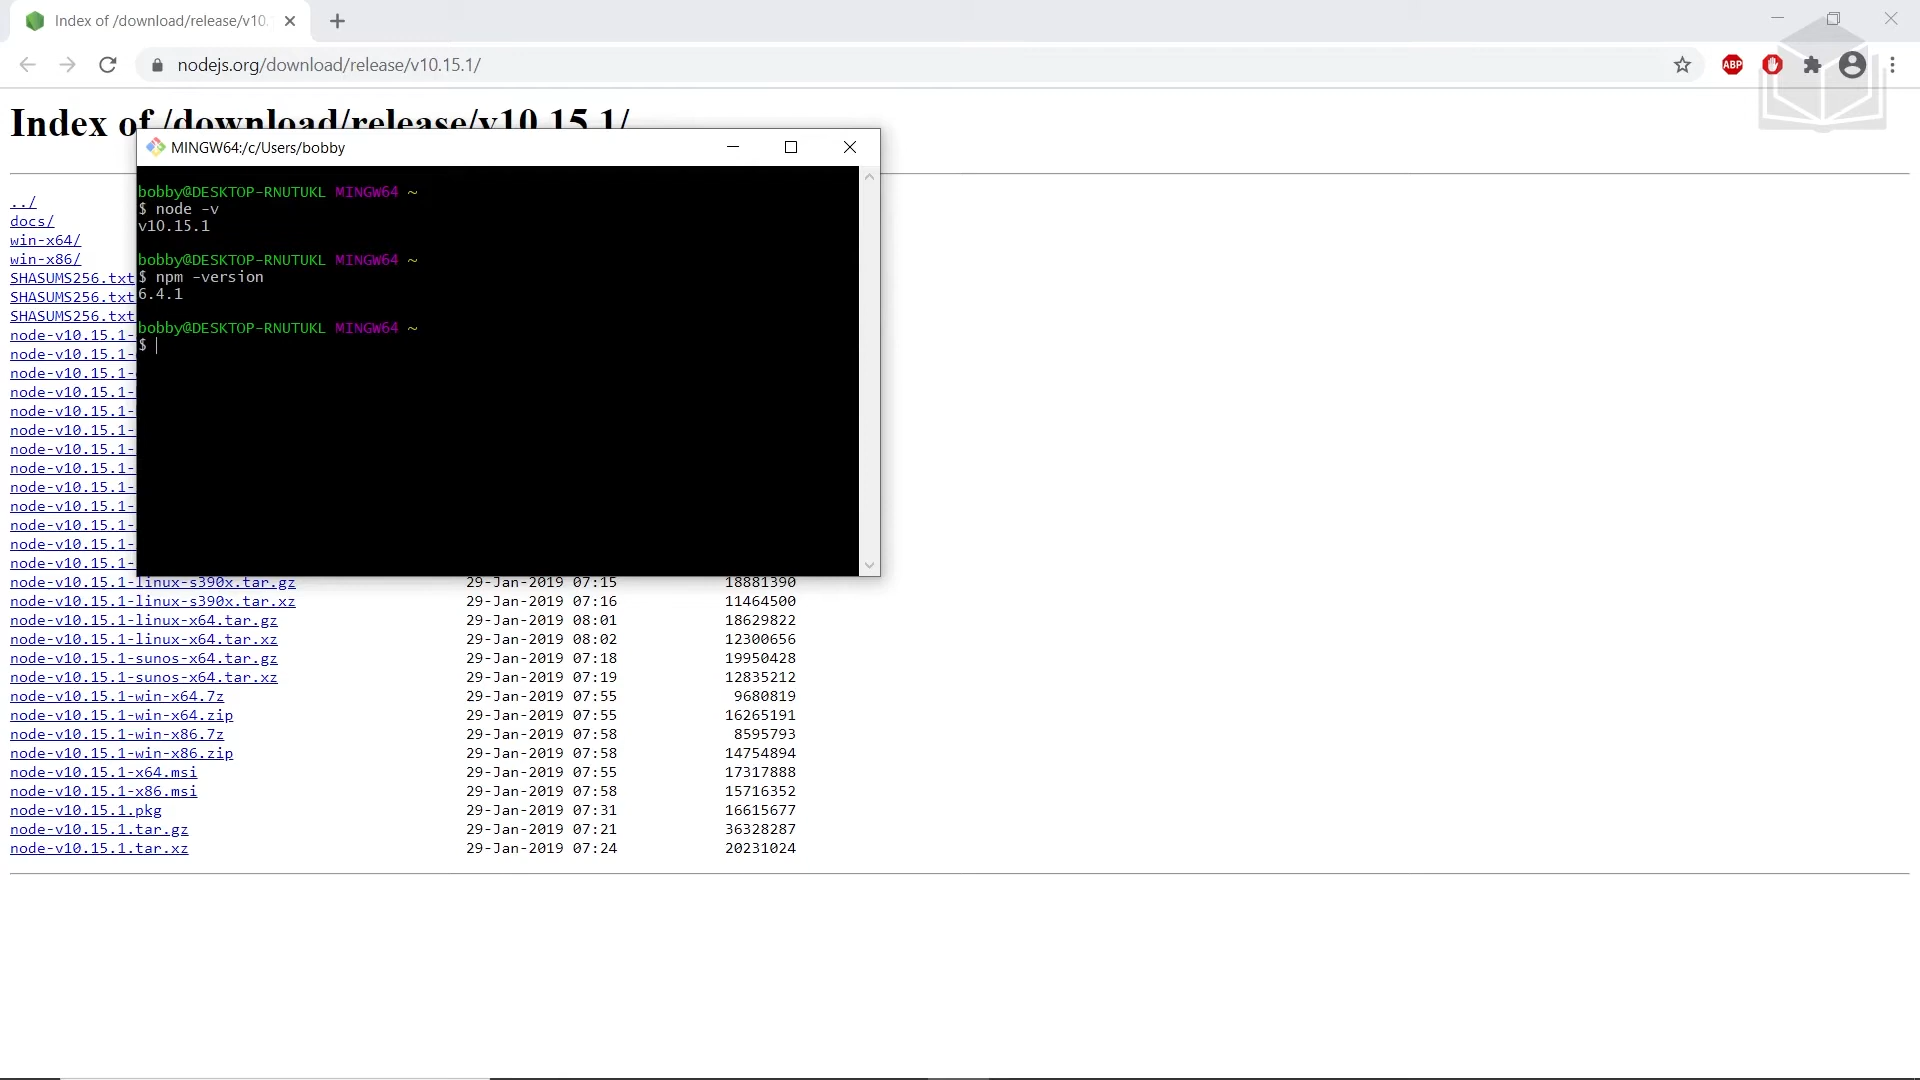 Index of /download/release/v10.
nodejs.org/download/release/v10.15.1/
ABP
Index of /download/release/v10.15.1/
MINGW64:/c/Users/bobby
bobby@DESKTOP-RNUTUKL MINGW64 ~
$ node -v
v10.15.1
bobby@DESKTOP-RNUTUKL MINGW64 ~
$ npm -version
6.4.1
bobby@DESKTOP-RNUTUKL MINGW64 ~
$
../
docs/
win-x64/
win-x86/
SHASUMS256.txt
SHASUMS256.txt
SHASUMS256.txt
node-v10.15.1-
node-v10.15.1-
node-v10.15.1-
node-v10.15.1-
node-v10.15.1-
node-v10.15.1-
node-v10.15.1-
node-v10.15.1-
node-v10.15.1-
node-v10.15.1-
node-v10.15.1-
node-v10.15.1-
node-v10.15.1-
node-v10.15.1-linux-s390x.tar.gz 29-Jan-2019 07:15 18881390
node-v10.15.1-linux-s390x.tar.xz 29-Jan-2019 07:16 11464500
node-v10.15.1-linux-x64.tar.gz 29-Jan-2019 08:01 18629822
node-v10.15.1-linux-x64.tar.xz 29-Jan-2019 08:02 12300656
node-v10.15.1-sunos-x64.tar.gz 29-Jan-2019 07:18 19950428
node-v10.15.1-sunos-x64.tar.xz 29-Jan-2019 07:19 12835212
node-v10.15.1-win-x64.7z 29-Jan-2019 07:55 9680819
node-v10.15.1-win-x64.zip 29-Jan-2019 07:55 16265191
node-v10.15.1-win-x86.7z 29-Jan-2019 07:58 8595793
node-v10.15.1-win-x86.zip 29-Jan-2019 07:58 14754894
node-v10.15.1-x64.msi 29-Jan-2019 07:55 17317888
node-v10.15.1-x86.msi 29-Jan-2019 07:58 15716352
node-v10.15.1.pkg 29-Jan-2019 07:31 16615677
node-v10.15.1.tar.gz 29-Jan-2019 07:21 36328287
node-v10.15.1.tar.xz 29-Jan-2019 07:24 20231024